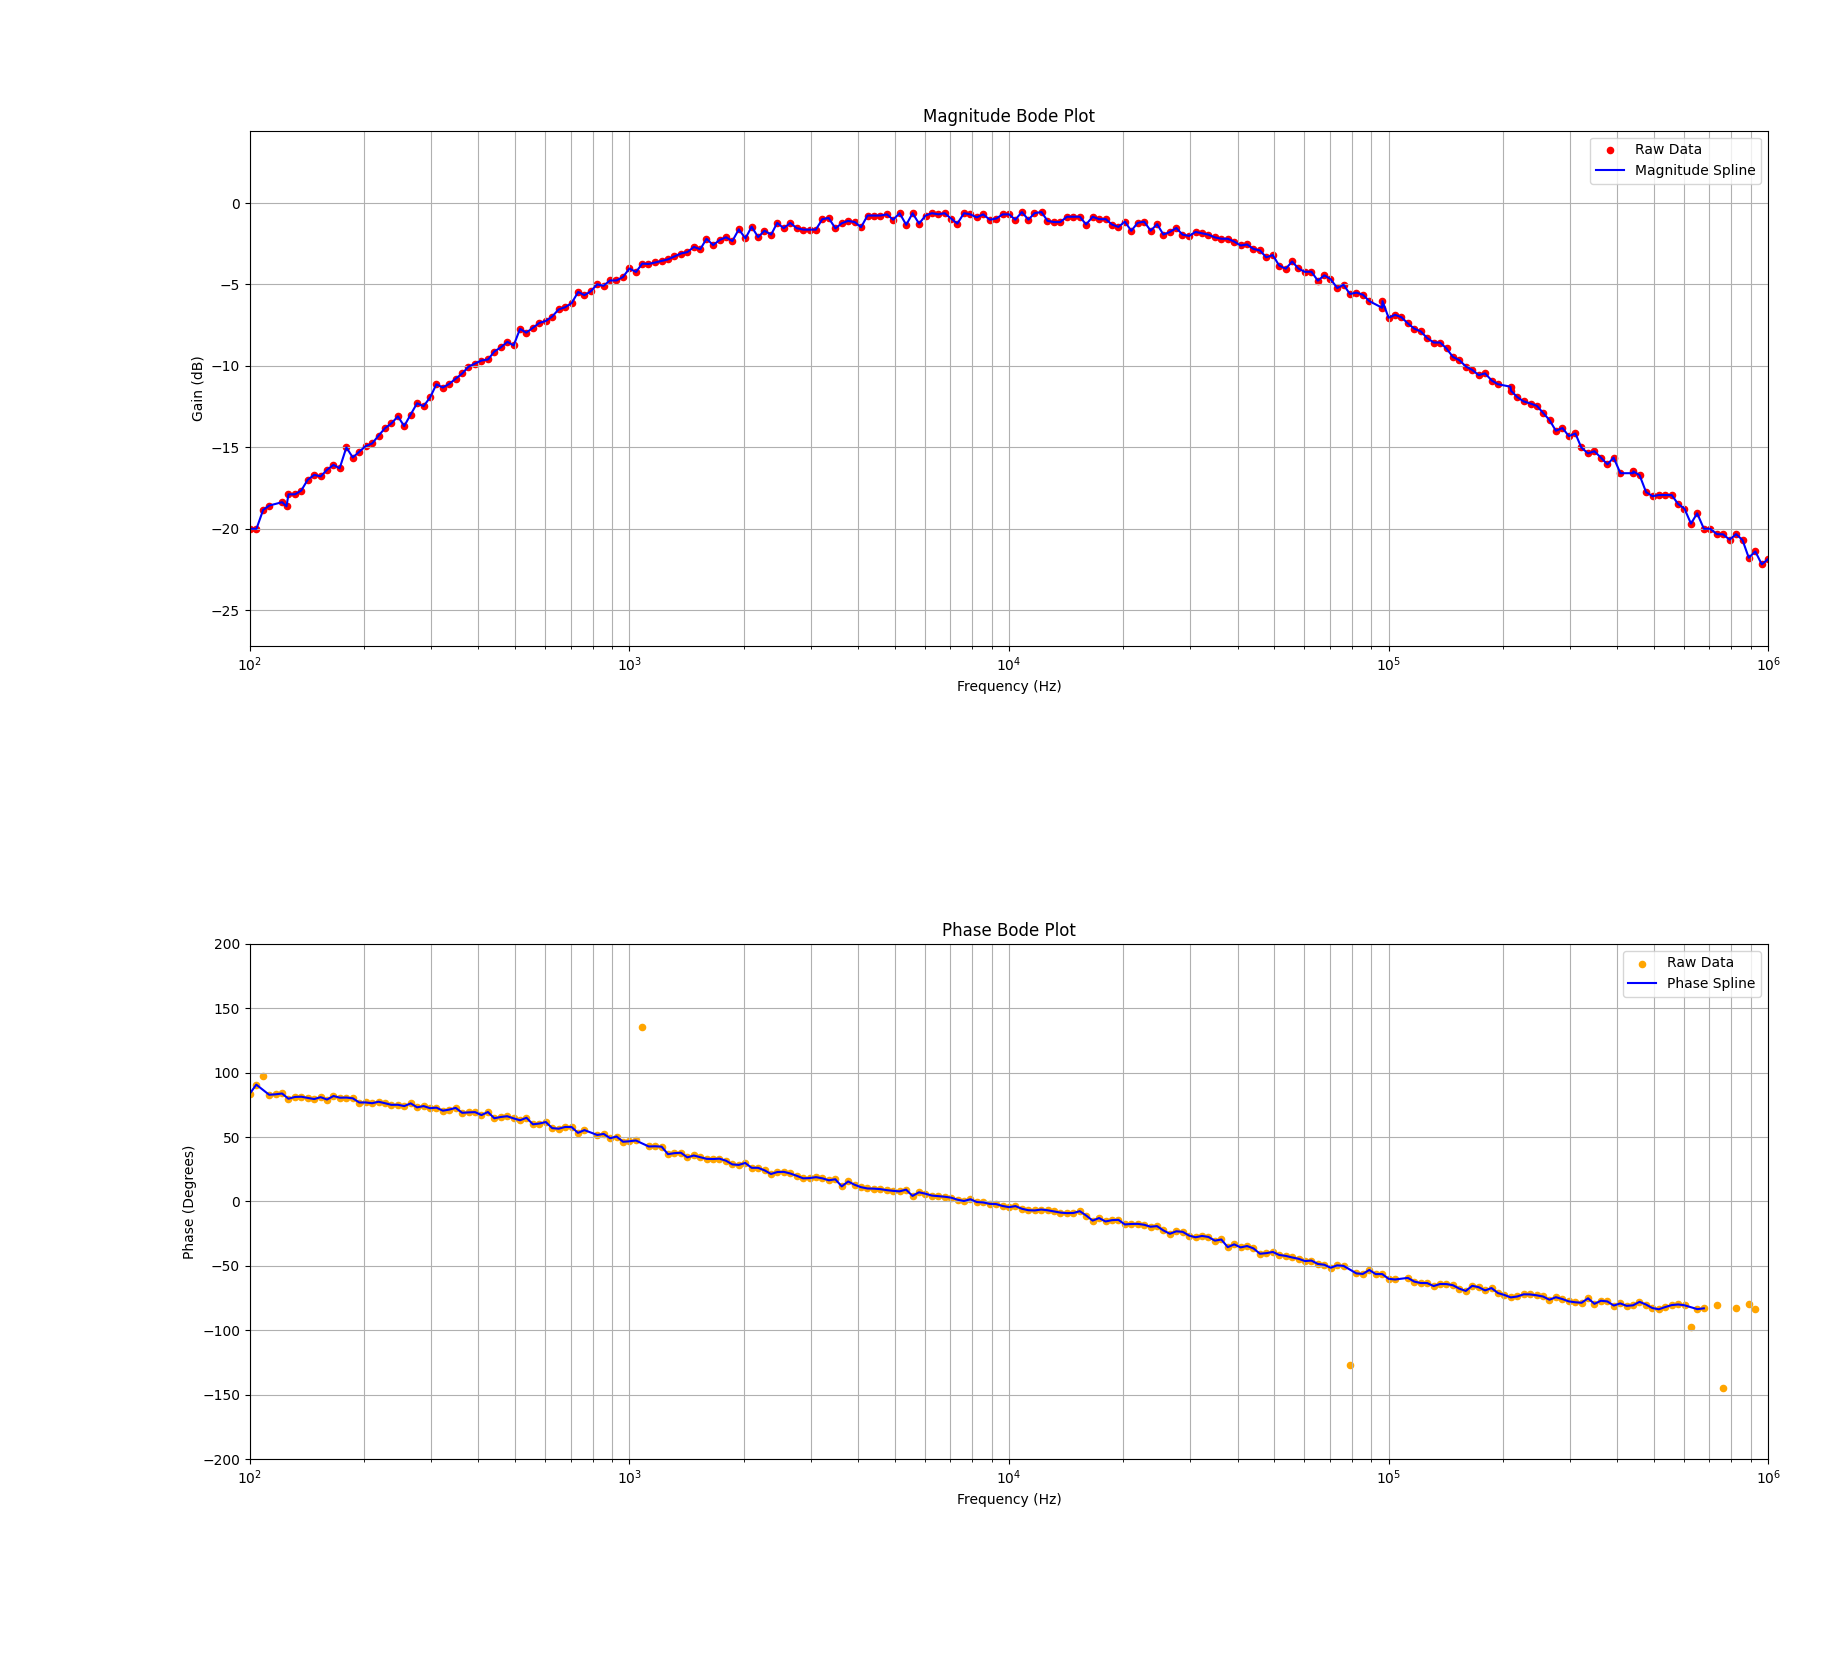 Magnitude Bode Plot
Raw Data
Magnitude Spline
Gain (dB)
0
−5
−10
−15
−20
−25
10² 10³ 10⁴ 10⁵ 10⁶
Frequency (Hz)
Phase Bode Plot
Raw Data
Phase Spline
Phase (Degrees)
200
150
100
50
0
−50
−100
−150
−200
10² 10³ 10⁴ 10⁵ 10⁶
Frequency (Hz)